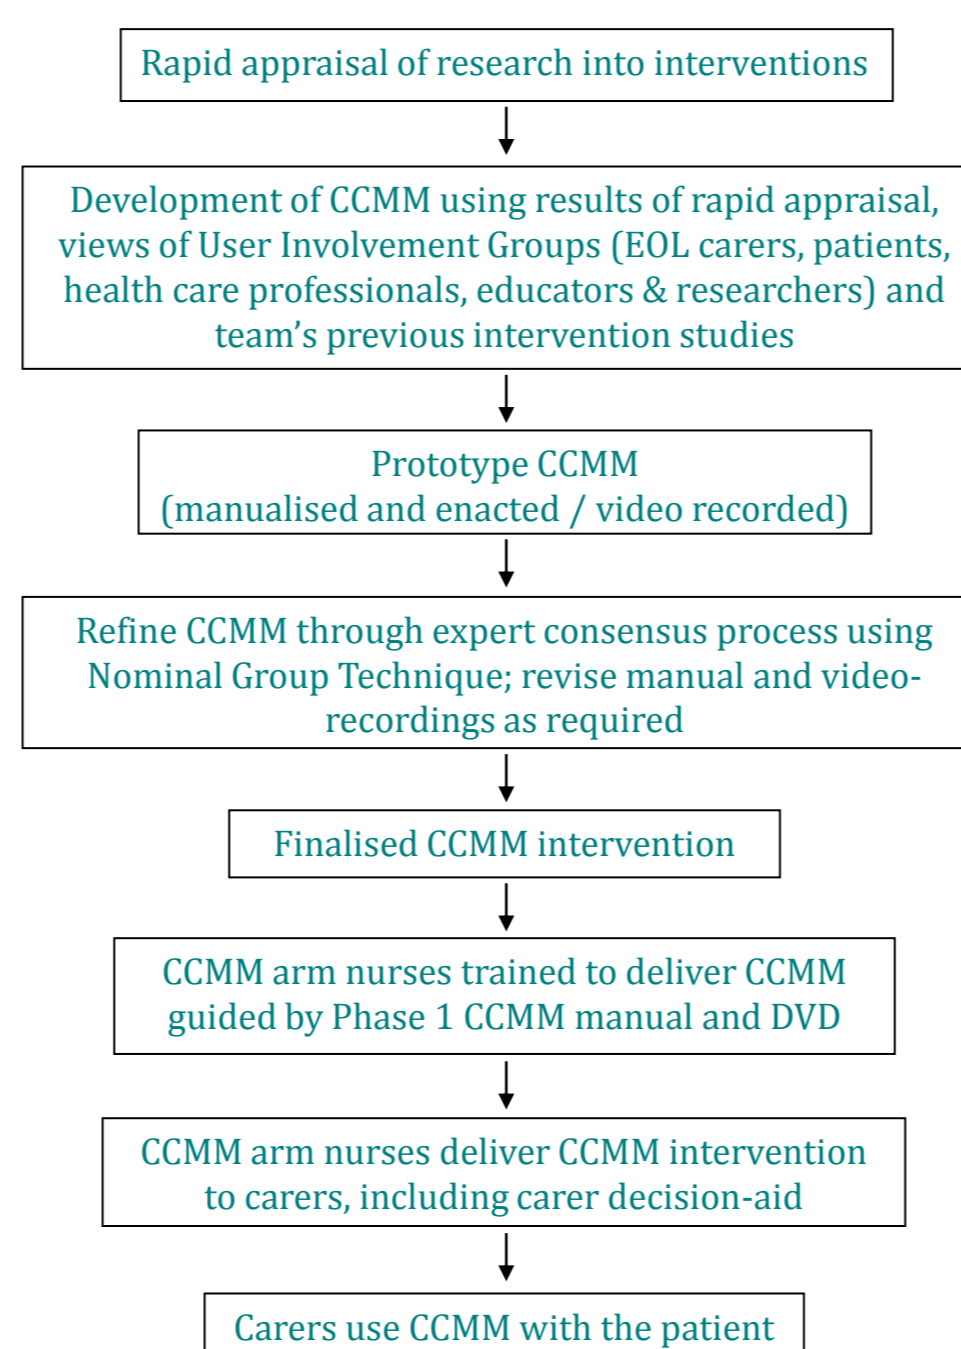 Rapid appraisal of research into interventions
Development of CCMM using results of rapid appraisal,
views of User Involvement Groups (EOL carers, patients,
health care professionals, educators & researchers) and
team’s previous intervention studies
Prototype CCMM
(manualised and enacted / video recorded)
Refine CCMM through expert consensus process using
Nominal Group Technique; revise manual and video-
recordings as required
Finalised CCMM intervention
CCMM arm nurses trained to deliver CCMM
guided by Phase 1 CCMM manual and DVD
CCMM arm nurses deliver CCMM intervention
to carers, including carer decision-aid
Carers use CCMM with the patient